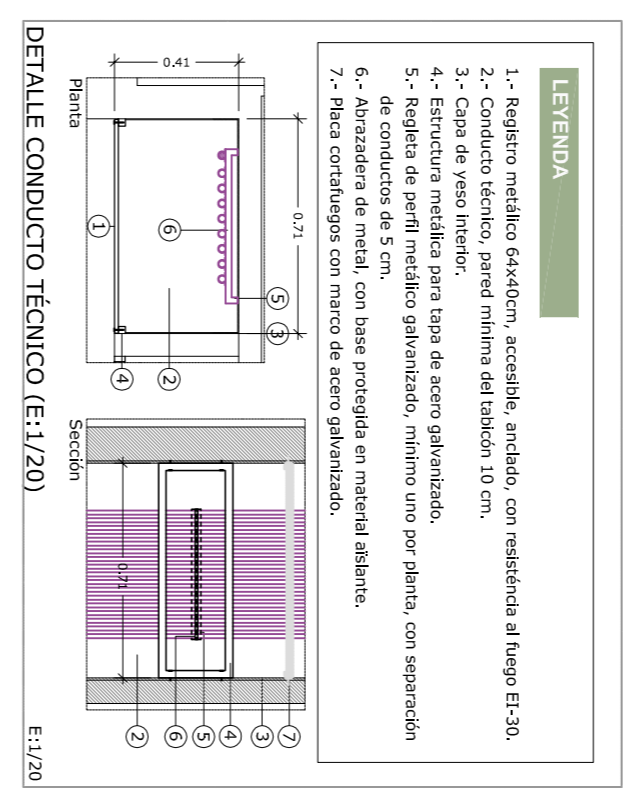 LEYENDA
1.- Registro metálico 64x40cm, accesible, anclado, con resisténcia al fuego EI-30.
2.- Conducto técnico, pared mínima del tabicón 10 cm.
3.- Capa de yeso interior.
4.- Estructura metálica para tapa de acero galvanizado.
5.- Regleta de perfil metálico galvanizado, mínimo uno por planta, con separación
de conductos de 5 cm.
6.- Abrazadera de metal, con base protegida en material aïslante.
7.- Placa cortafuegos con marco de acero galvanizado.
0.71
0.41
5
3
6
1
2
4
Planta
0.71
7
3
4
5
6
2
Sección
DETALLE CONDUCTO TÉCNICO (E:1/20)
E:1/20